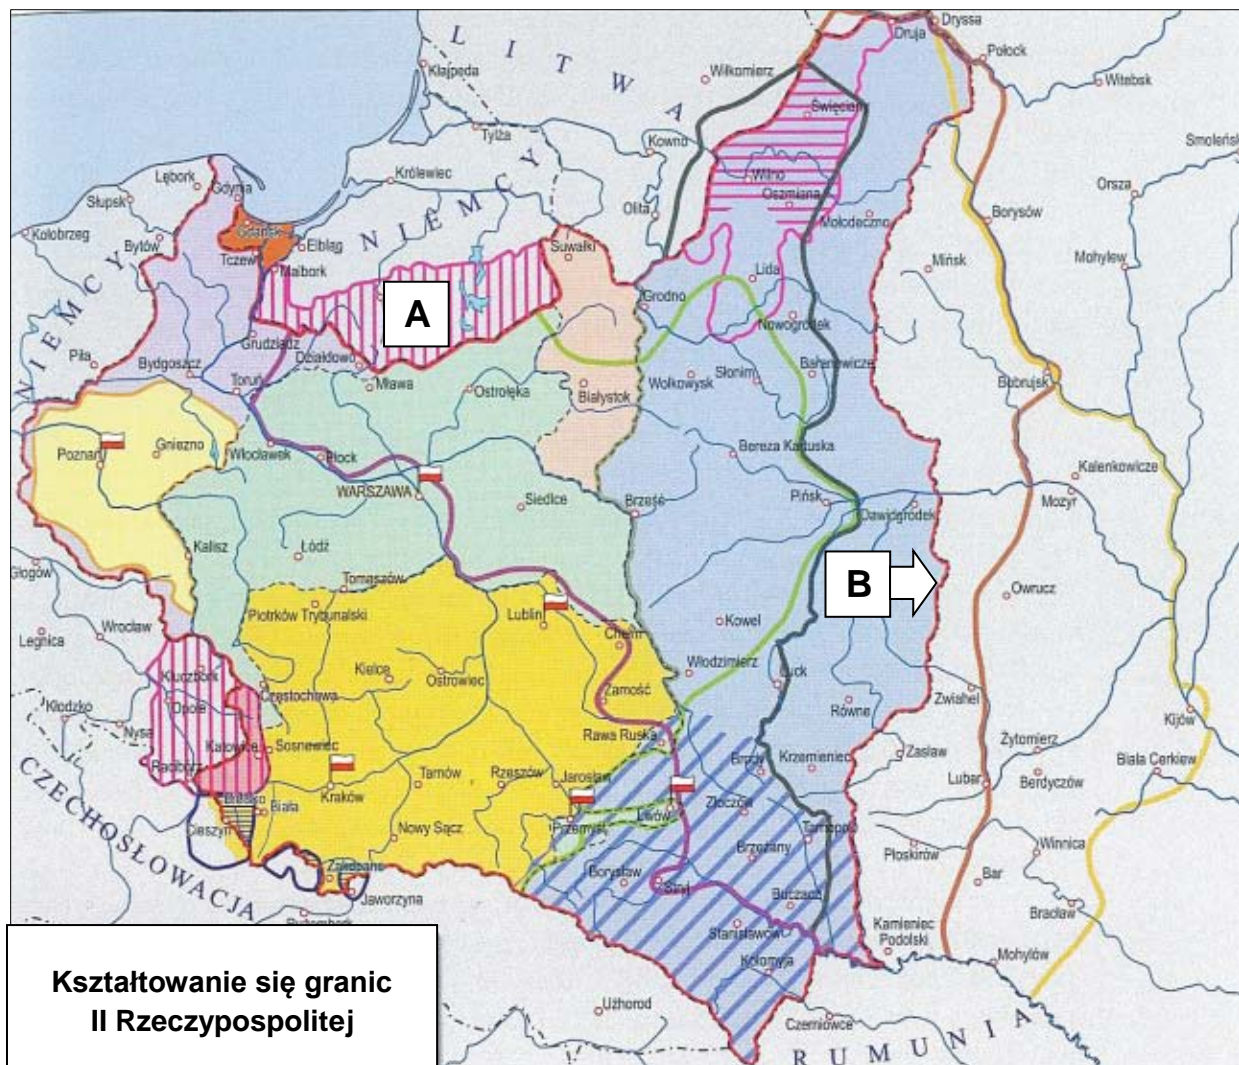 LITWA
Dryssa
Druja
Połock
Kłajpeda
Wiłkomierz
Witebsk
Święciany
Tylża
Kowno
Smoleńsk
Lębork
Królewiec
Wilno
Słupsk
Gdynia
NIEMCY
Oszmiana
Orsza
Kołobrzeg
Bytów
Gdańsk
Elbląg
Olita
Mołodeczno
Borysów
Tczew
Malbork
Suwałki
Mińsk
Mohylew
NIEMCY
A
Lida
Grodno
Nowogródek
Piła
Grudziądz
Działdowo
Bydgoszcz
Toruń
Mława
Ostrołęka
Białystok
Wołkowysk
Słonim
Baranowicze
Bobrujsk
Poznań
Gniezno
Włocławek
Płock
Bereza Kartuska
Kalenkowicze
WARSZAWA
Siedlce
Brześć
Pińsk
Mozyr
Dawidgródek
Kalisz
Łódź
Głogów
Tomaszów
B
Owrucz
Piotrków Trybunalski
Lublin
Legnica
Wrocław
Chełm
Kowel
Kluczbork
Kielce
Ostrowiec
Włodzimierz
Łuck
Kłodzko
Opole
Częstochowa
Zamość
Równe
Zwiahel
Kijów
Nysa
Katowice
Sosnowiec
Rawa Ruska
Zasław
Żytomierz
Racibórz
Brody
Krzemieniec
Berdyczów
Biała Cerkiew
Kraków
Tarnów
Rzeszów
Jarosław
Lubar
CZECHOSŁOWACJA
Bielsko
Biała
Przemyśl
Lwów
Złoczów
Cieszyn
Nowy Sącz
Tarnopol
Płoskirów
Winnica
Zakopane
Borysław
Stryj
Brzeżany
Bar
Jaworzyna
Buczacz
Bracław
Stanisławów
Kamieniec
Podolski
Mohylów
Kołomyja
Użhorod
Czerniowce
RUMUNIA
Kształtowanie się granic
II Rzeczypospolitej